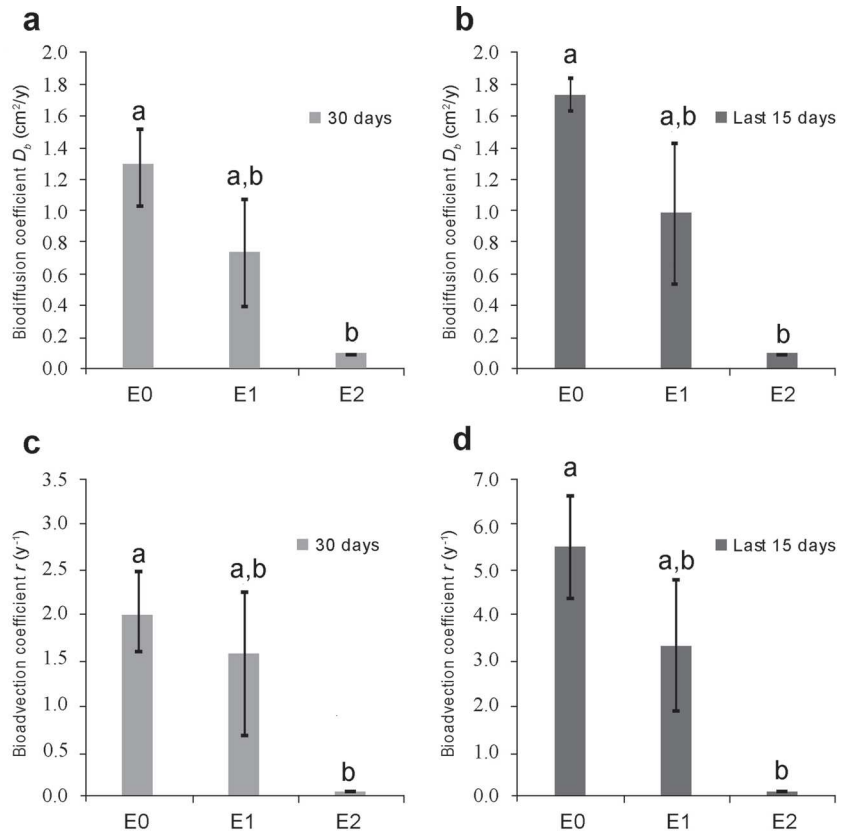 a
Biodiffusion coefficient D_b (cm²/y)
2.0
1.8
1.6
1.4
1.2
1.0
0.8
0.6
0.4
0.2
0.0
a
a,b
b
30 days
E0 E1 E2
b
Biodiffusion coefficient D_b (cm²/y)
2.0
1.8
1.6
1.4
1.2
1.0
0.8
0.6
0.4
0.2
0.0
a
a,b
b
Last 15 days
E0 E1 E2
c
Bioadvection coefficient r (y⁻¹)
3.5
3.0
2.5
2.0
1.5
1.0
0.5
0.0
a
a,b
b
30 days
E0 E1 E2
d
Bioadvection coefficient r (y⁻¹)
7.0
6.0
5.0
4.0
3.0
2.0
1.0
0.0
a
a,b
b
Last 15 days
E0 E1 E2